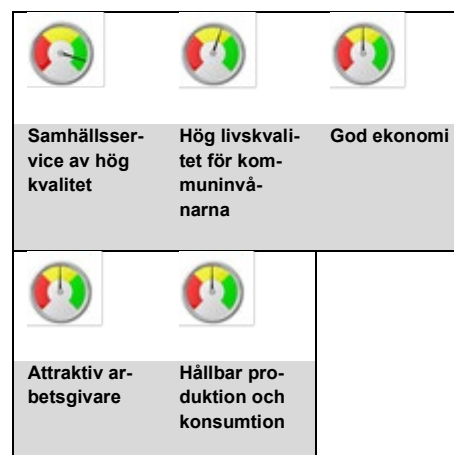 Samhällsser-
vice av hög
kvalitet
Hög livskvali-
tet för kom-
muninvå-
narna
God ekonomi
Attraktiv ar-
betsgivare
Hållbar pro-
duktion och
konsumtion